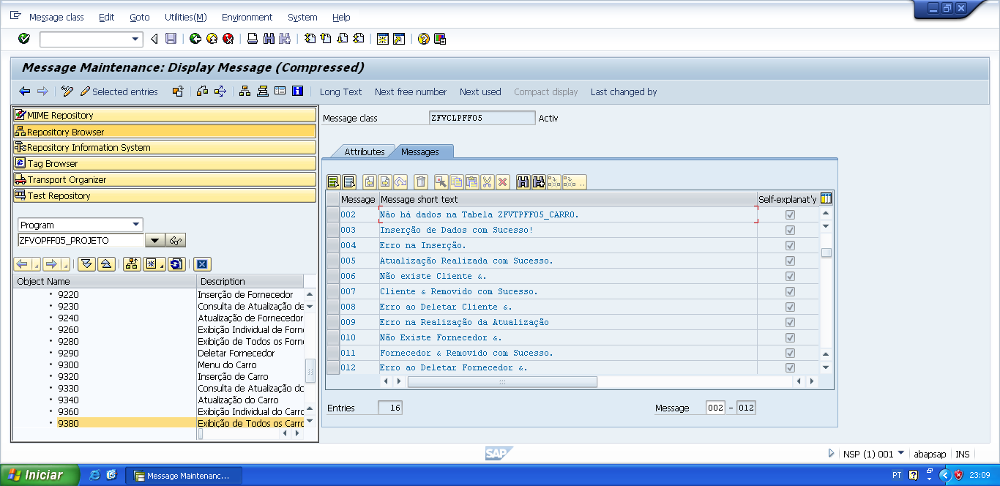 Message class Edit Goto Utilities(M) Environment System Help
Message Maintenance: Display Message (Compressed)
Selected entries Long Text Next free number Next used Compact display Last changed by
MIME Repository
Repository Browser
Repository Information System
Tag Browser
Transport Organizer
Test Repository
Program
ZFVOPFF05_PROJETO
Object Name Description
9220 Inserção de Fornecedor
9230 Consulta de Atualização de
9240 Atualização de Fornecedor
9260 Exibição Individual de Forn
9280 Exibição de Todos os Forn
9290 Deletar Fornecedor
9300 Menu do Carro
9320 Inserção de Carro
9330 Consulta de Atualização do
9340 Atualização do Carro
9360 Exibição Individual do Carro
9380 Exibição de Todos os Carro
Message class ZFVCLPFF05 Activ
Attributes Messages
Message Message short text Self-explanat'y
002 Nâo há dados na Tabela ZFVTPFF05_CARRO.
003 Inserção de Dados com Sucesso!
004 Erro na Inserção.
005 Atualização Realizada com Sucesso.
006 Não existe Cliente &.
007 Cliente & Removido com Sucesso.
008 Erro ao Deletar Cliente &.
009 Erro na Realização da Atualização
010 Não Existe Fornecedor &.
011 Fornecedor & Removido com Sucesso.
012 Erro ao Deletar Fornecedor &.
Entries 16 Message 002 - 012
SAP
NSP (1) 001 abapsap INS
Iniciar Message Maintenanc... PT 23:09